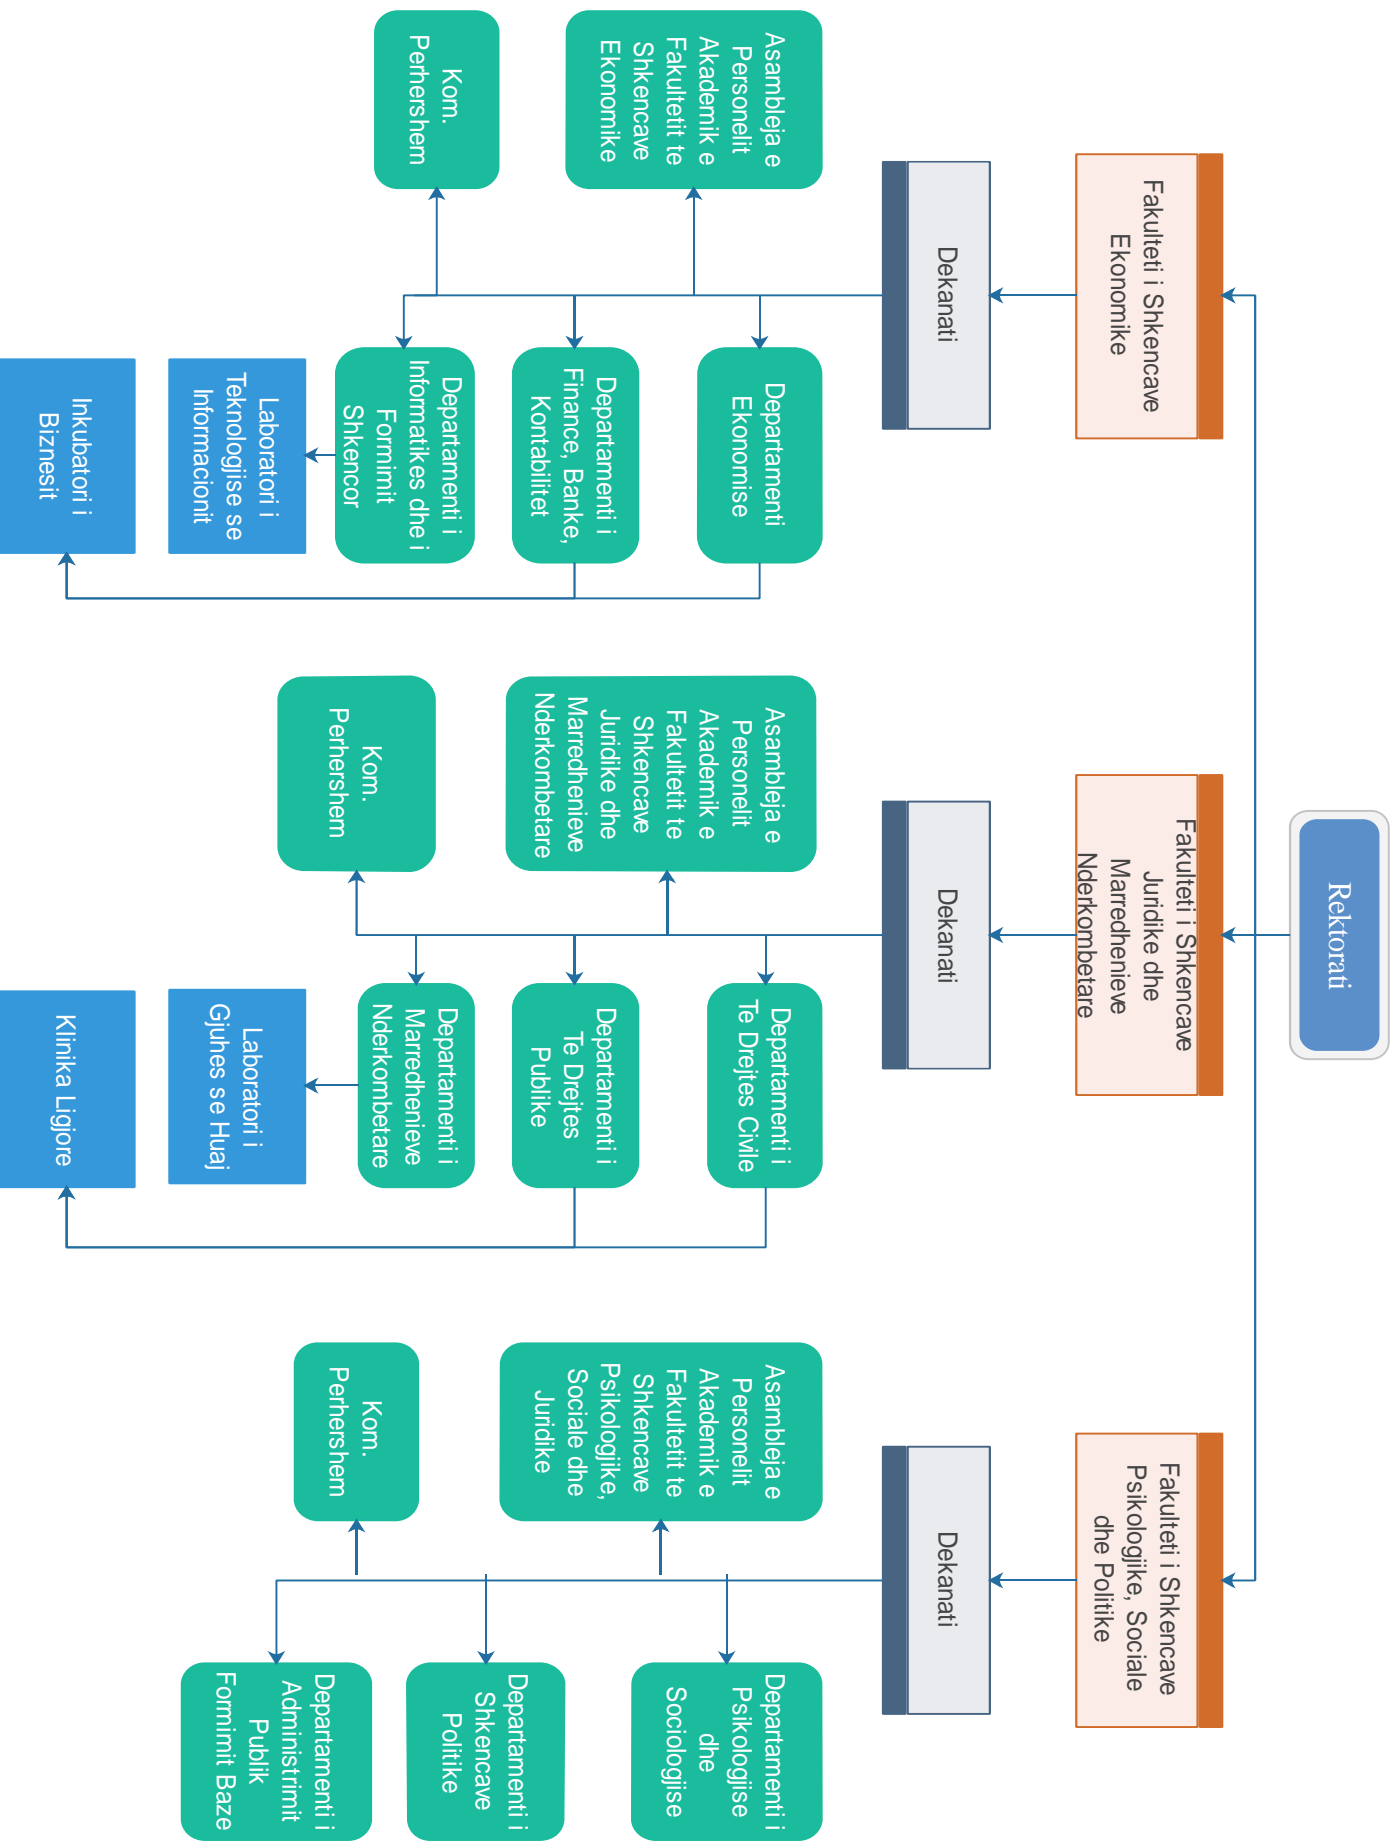 Rektorati
Fakulteti i Shkencave
Ekonomike
Fakulteti i Shkencave
Juridike dhe
Marredhenieve
Nderkombetare
Fakulteti i Shkencave
Psikologjike, Sociale
dhe Politike
Dekanati
Dekanati
Dekanati
Asambleja e
Personelit
Akademik e
Fakultetit te
Shkencave
Ekonomike
Departamenti
Ekonomise
Departamenti i
Finance, Banke,
Kontabilitet
Kom.
Perhershem
Departamenti i
Informatikes dhe i
Formimit
Shkencor
Laboratori i
Teknologjise se
Informacionit
Inkubatori i
Biznesit
Asambleja e
Personelit
Akademik e
Fakultetit te
Shkencave
Juridike dhe
Marredhenieve
Nderkombetare
Departamenti i
Te Drejtes Civile
Departamenti i
Te Drejtes
Publike
Kom.
Perhershem
Departamenti i
Marredhenieve
Nderkombetare
Laboratori i
Gjuhes se Huaj
Klinika Ligjore
Asambleja e
Personelit
Akademik e
Fakultetit te
Shkencave
Psikologjike,
Sociale dhe
Juridike
Departamenti i
Psikologjise
dhe
Sociologjise
Departamenti i
Shkencave
Politike
Kom.
Perhershem
Departamenti i
Administrimit
Publik
Formimit Baze